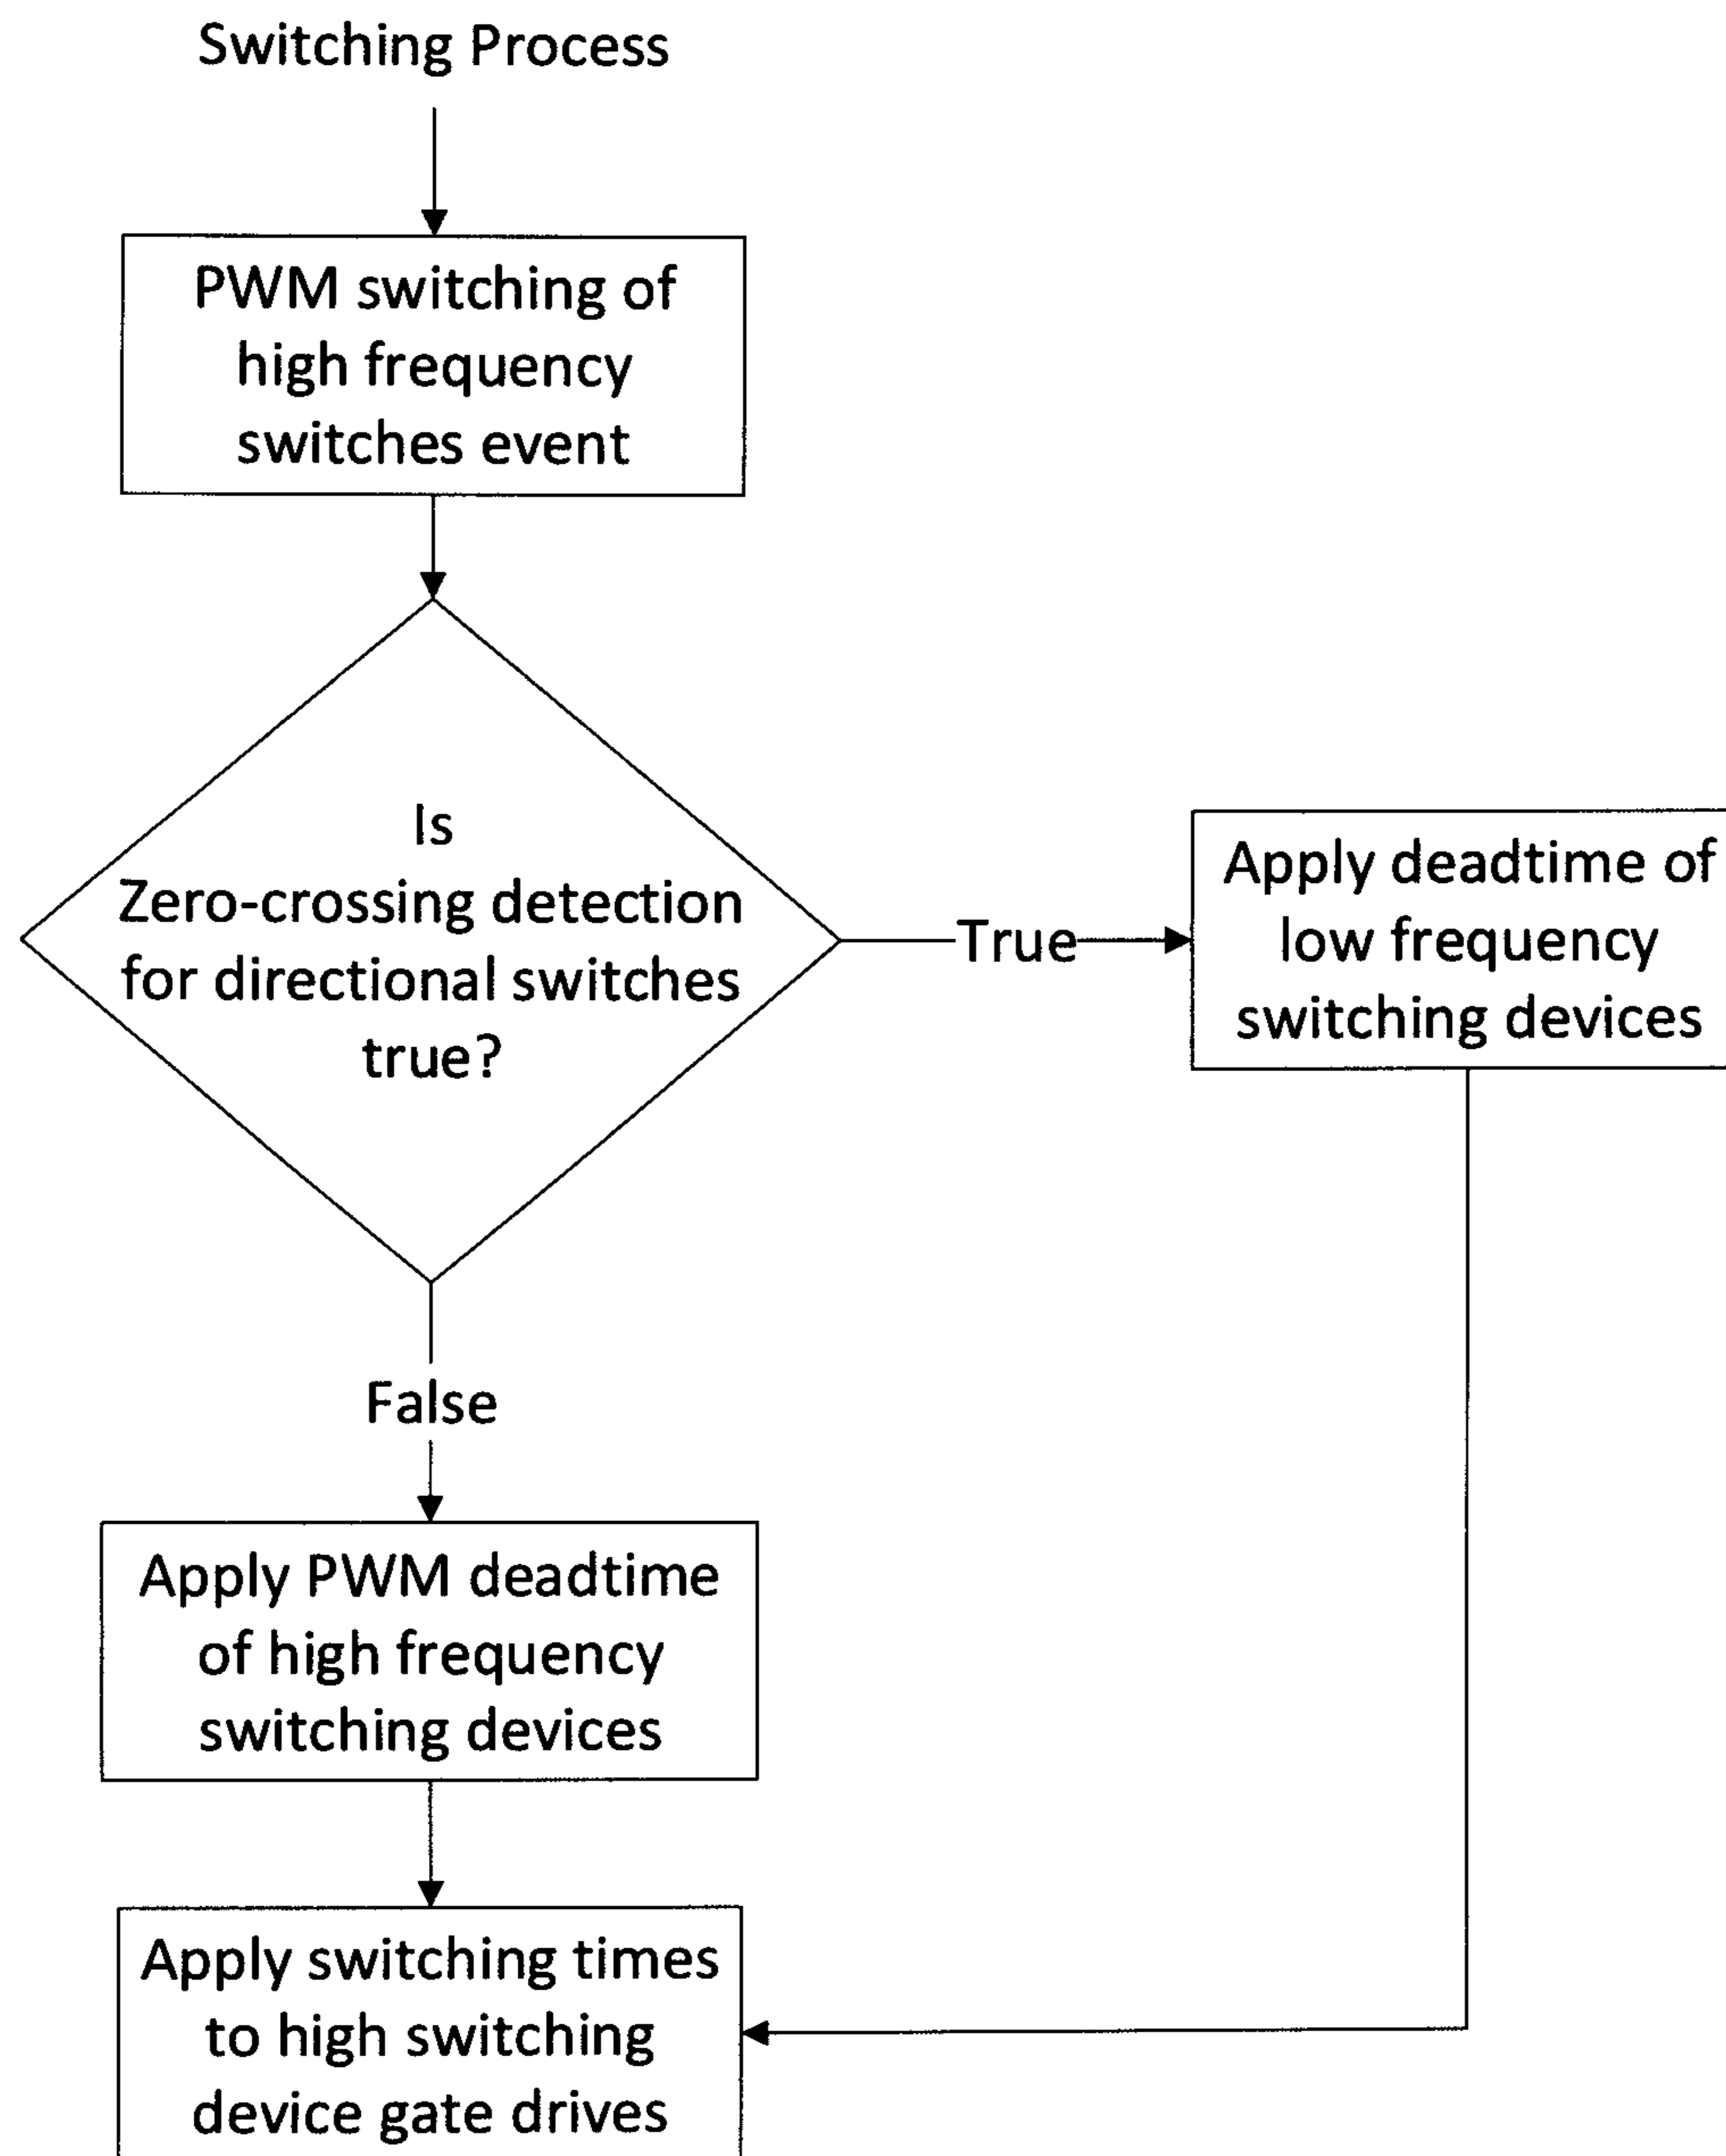 Switching Process
PWM switching of
high frequency
switches event
Is
Zero-crossing detection
for directional switches
true?
True
Apply deadtime of
low frequency
switching devices
False
Apply PWM deadtime
of high frequency
switching devices
Apply switching times
to high switching
device gate drives